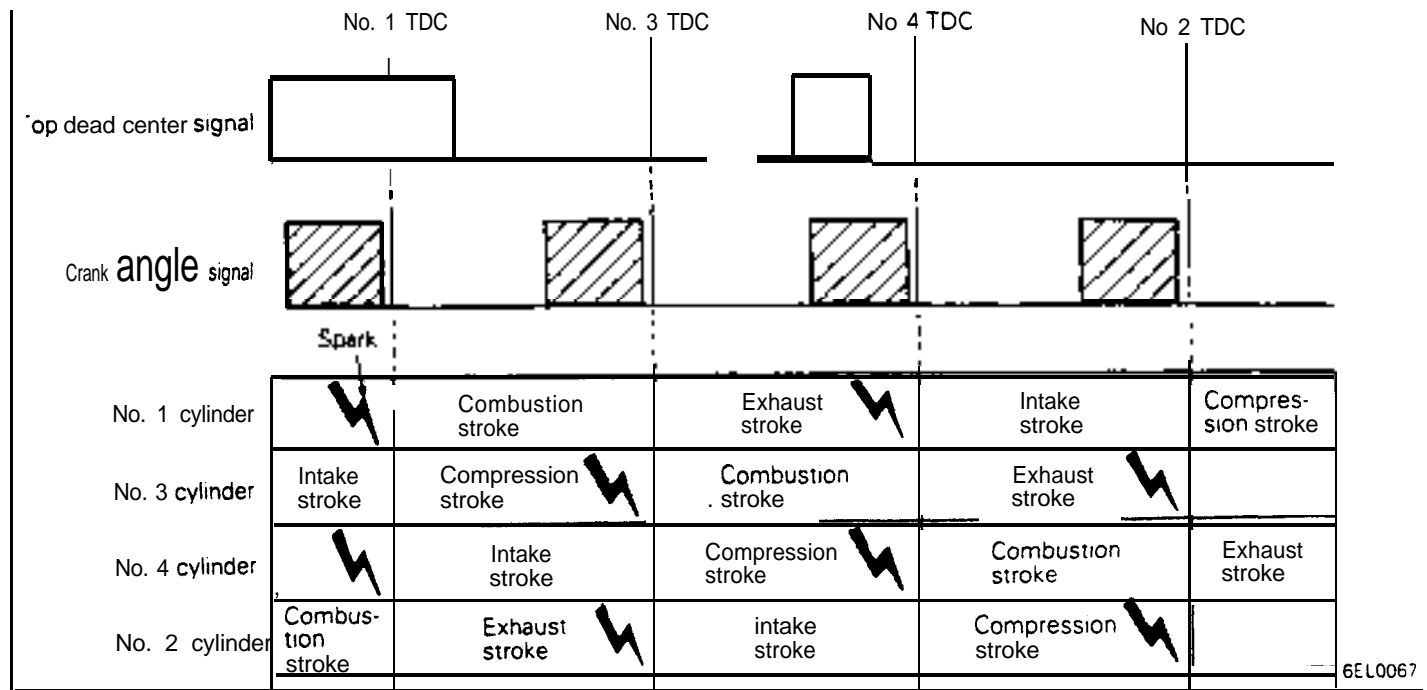 No. 1 TDC
No. 3 TDC
No 4 TDC
No 2 TDC
op dead center signal
Crank angle signal
Spark
No. 1 cylinder
Combustion
stroke
Exhaust
stroke
Intake
stroke
Compres-
sion stroke
No. 3 cylinder
Intake
stroke
Compression
stroke
Combustion
. stroke
Exhaust
stroke
No. 4 cylinder
Intake
stroke
Compression
stroke
Combustion
stroke
Exhaust
stroke
No. 2 cylinder
Combus-
tion
stroke
Exhaust
stroke
intake
stroke
Compression
stroke
6EL0067